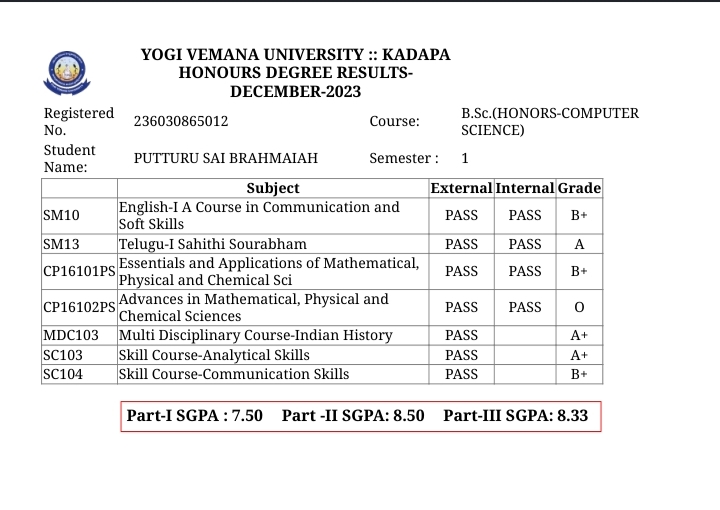 YOGI VEMANA UNIVERSITY :: KADAPA
HONOURS DEGREE RESULTS-
DECEMBER-2023
Registered No. 236030865012 Course: B.Sc.(HONORS-COMPUTER SCIENCE)
Student Name: PUTTURU SAI BRAHMAIAH Semester : 1
Subject External Internal Grade
SM10 English-I A Course in Communication and Soft Skills PASS PASS B+
SM13 Telugu-I Sahithi Sourabham PASS PASS A
CP16101PS Essentials and Applications of Mathematical, Physical and Chemical Sci PASS PASS B+
CP16102PS Advances in Mathematical, Physical and Chemical Sciences PASS PASS O
MDC103 Multi Disciplinary Course-Indian History PASS A+
SC103 Skill Course-Analytical Skills PASS A+
SC104 Skill Course-Communication Skills PASS B+
Part-I SGPA : 7.50 Part -II SGPA: 8.50 Part-III SGPA: 8.33